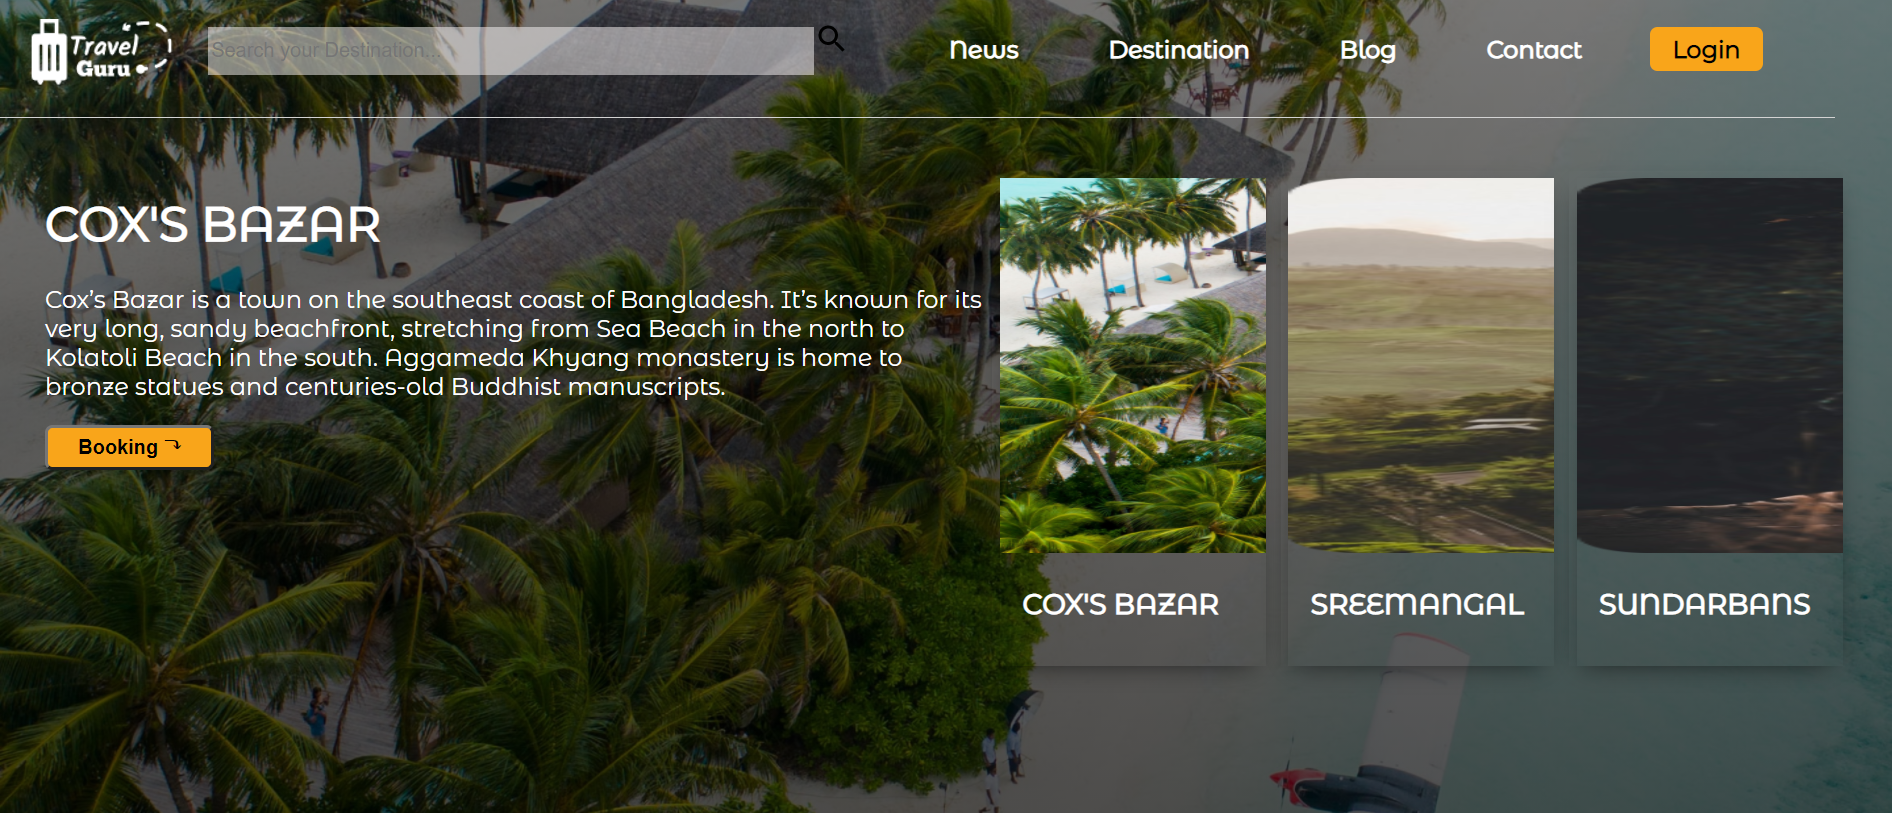 Travel
Guru
Search your Destination...
News
Destination
Blog
Contact
Login
COX'S BAZAR
Cox’s Bazar is a town on the southeast coast of Bangladesh. It’s known for its
very long, sandy beachfront, stretching from Sea Beach in the north to
Kolatoli Beach in the south. Aggameda Khyang monastery is home to
bronze statues and centuries-old Buddhist manuscripts.
Booking
COX'S BAZAR
SREEMANGAL
SUNDARBANS